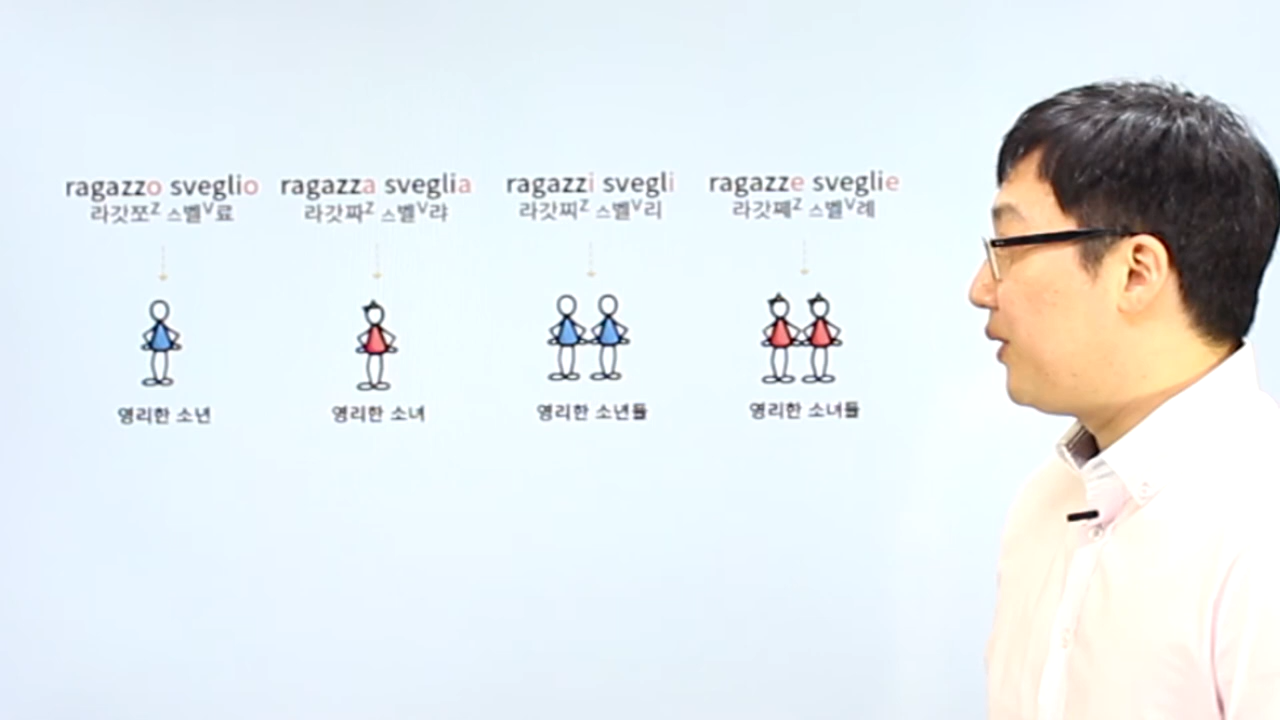 ragazzo sveglio ragazza sveglia ragazzi svegli ragazze sveglie
라갓쪼ᶻ 스벨ⱽ료 라갓짜ᶻ 스벨ⱽ랴 라갓찌ᶻ 스벨ⱽ리 라갓쩨ᶻ 스벨ⱽ례
영리한 소년 영리한 소녀 영리한 소년들 영리한 소녀들